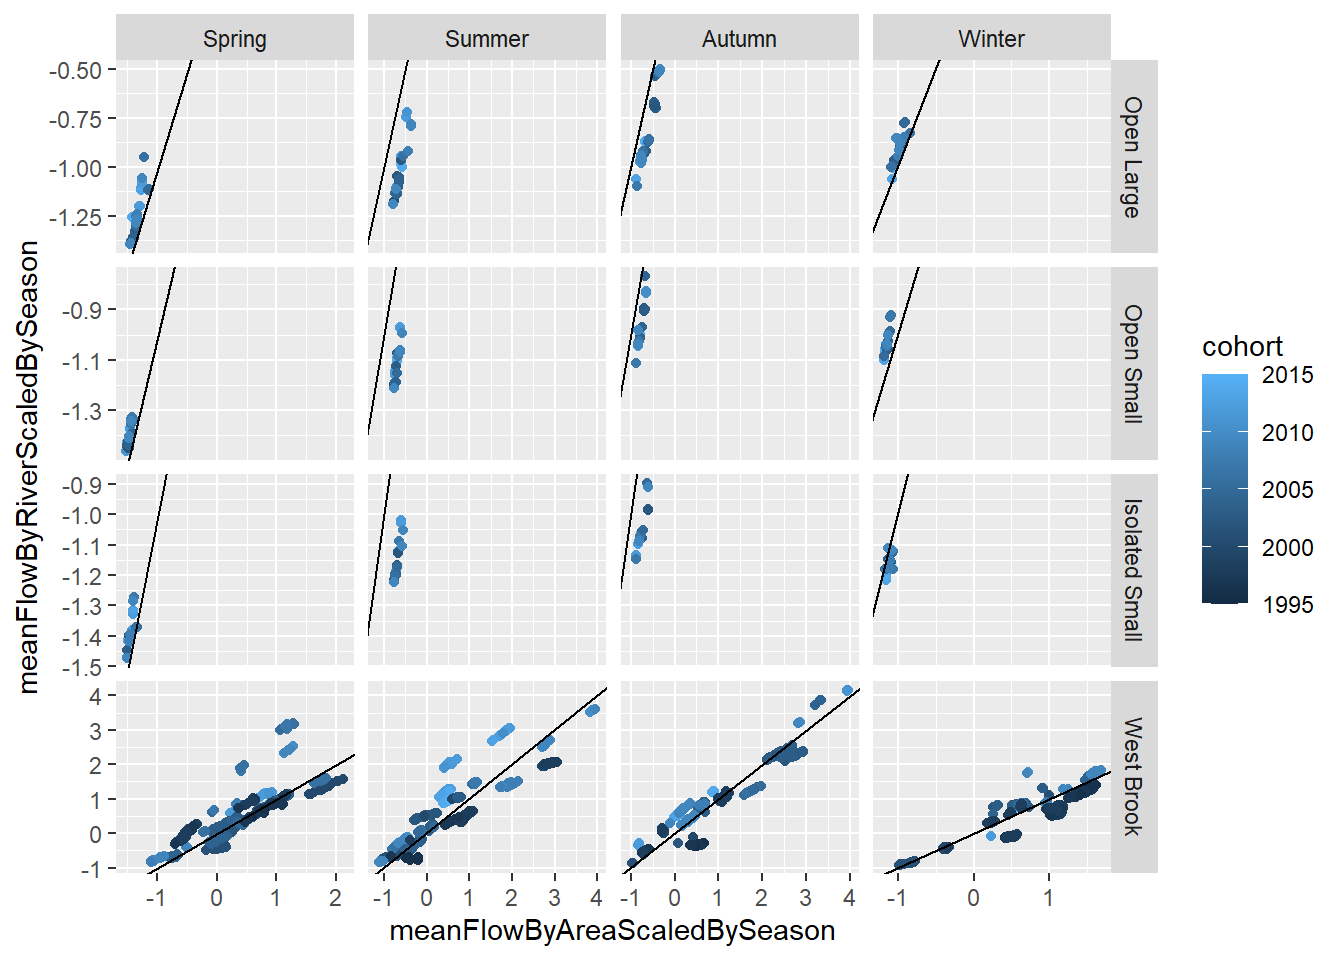 Spring Summer Autumn Winter
-0.50
-0.75
-1.00
-1.25
Open Large
-0.9
-1.1
-1.3
Open Small
-0.9
-1.0
-1.1
-1.2
-1.3
-1.4
-1.5
Isolated Small
4
3
2
1
0
-1
West Brook
-1 0 1 2 -1 0 1 2 3 4 -1 0 1 2 3 4 -1 0 1
meanFlowByAreaScaledBySeason
meanFlowByRiverScaledBySeason
cohort
2015
2010
2005
2000
1995